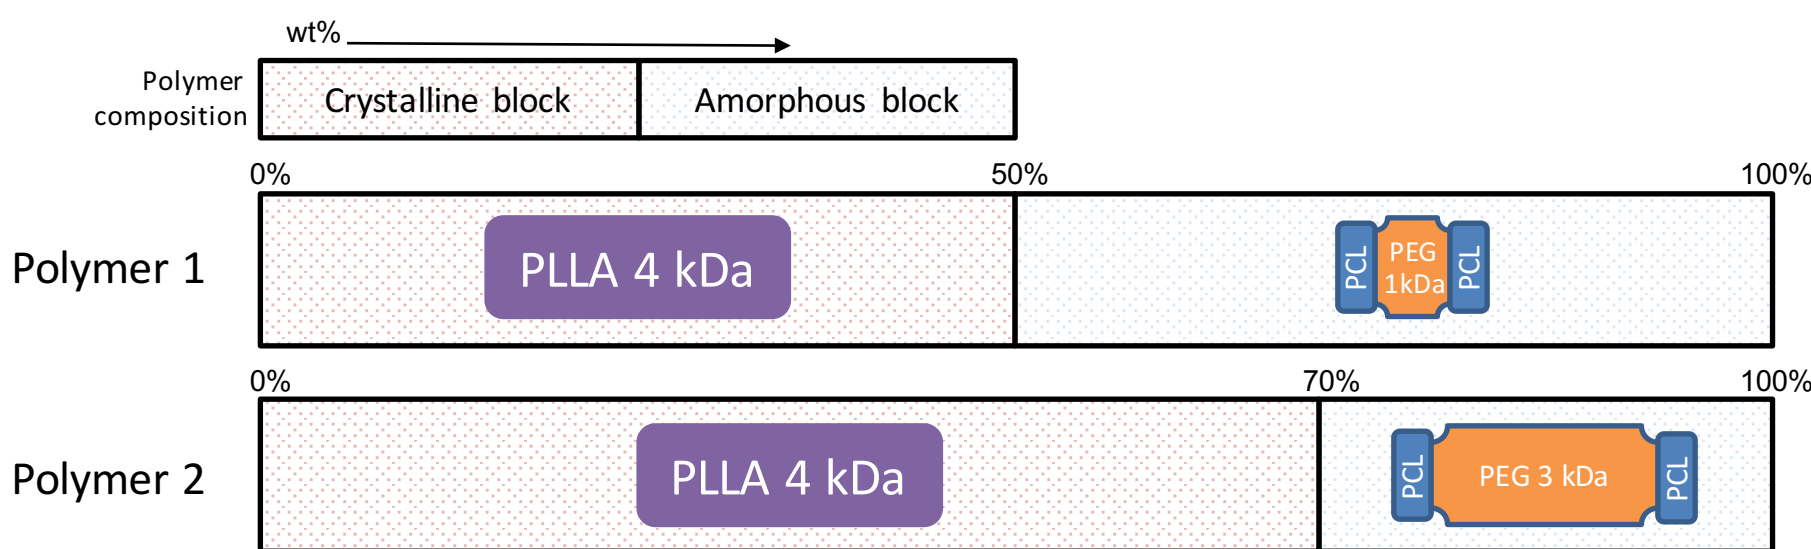 wt%
Polymer
composition
Crystalline block
Amorphous block
0%
50%
100%
Polymer 1
PLLA 4 kDa
PCL
PEG
1kDa
PCL
0%
70%
100%
Polymer 2
PLLA 4 kDa
PCL
PEG 3 kDa
PCL